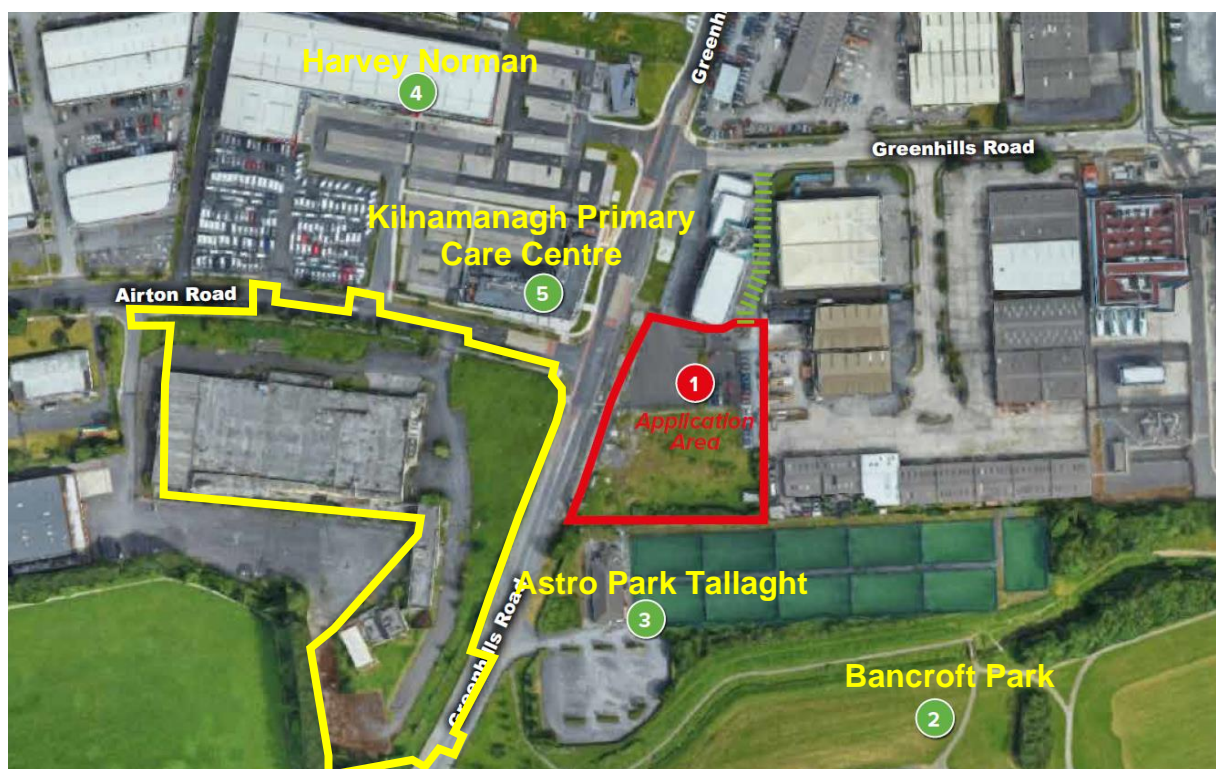 Greenhi
Harvey Norman
4
Greenhills Road
Kilnamanagh Primary
Care Centre
5
Airton Road
1
Application
Area
Astro Park Tallaght
3
Greenhills Road
Bancroft Park
2